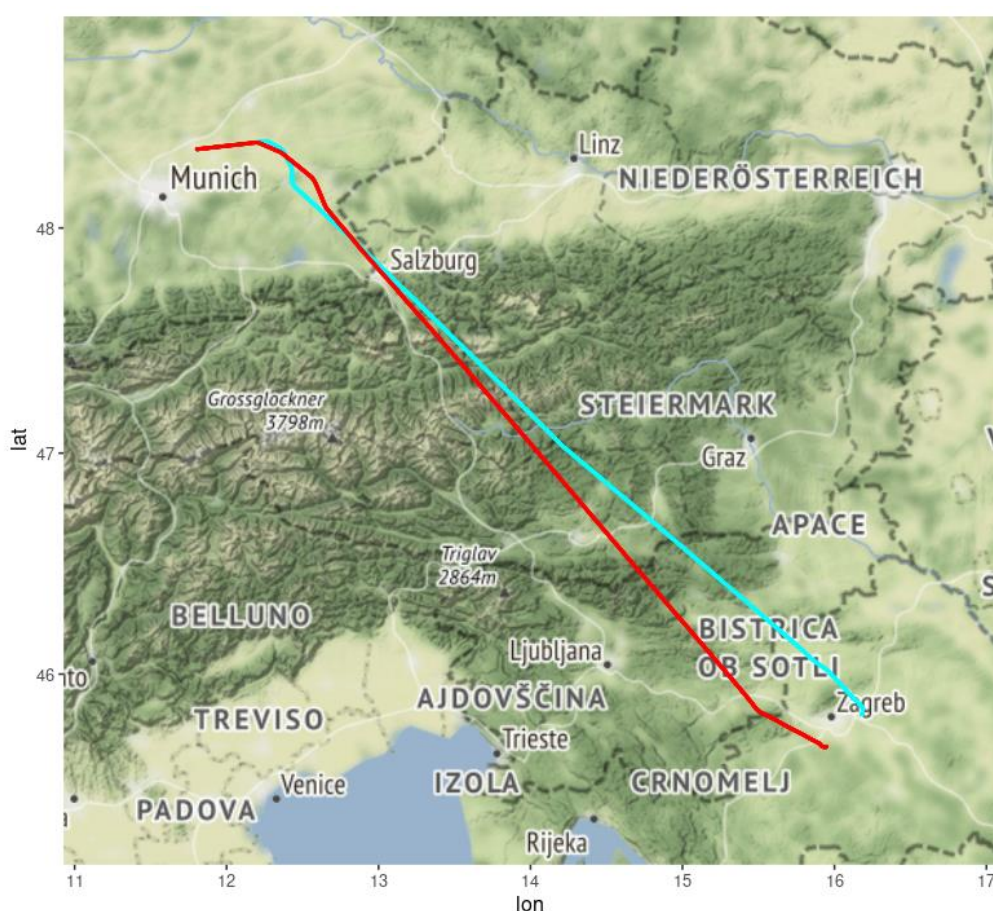 Linz
Munich
NIEDERÖSTERREICH
48
Salzburg
Grossglockner
3798m
STEIERMARK
47
Graz
lat
APACE
Triglav
2864m
BELLUNO
BISTRICA
OB SOTLI
Ljubljana
46
nto
AJDOVŠČINA
Zagreb
TREVISO
Trieste
IZOLA
CRNOMELJ
Venice
PADOVA
Rijeka
11
12
13
14
15
16
17
lon